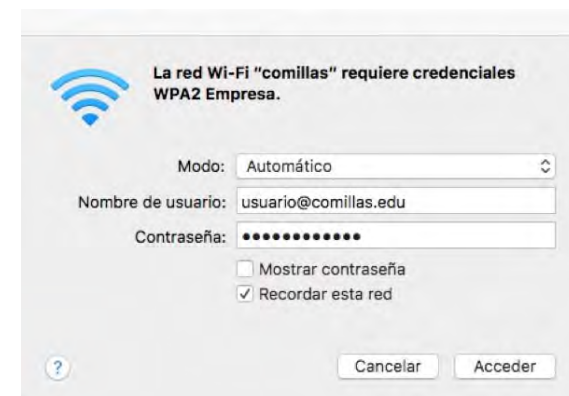 La red Wi-Fi "comillas" requiere credenciales
WPA2 Empresa.
Modo: Automático
Nombre de usuario: usuario@comillas.edu
Contraseña: ••••••••••••
Mostrar contraseña
Recordar esta red
? Cancelar Acceder